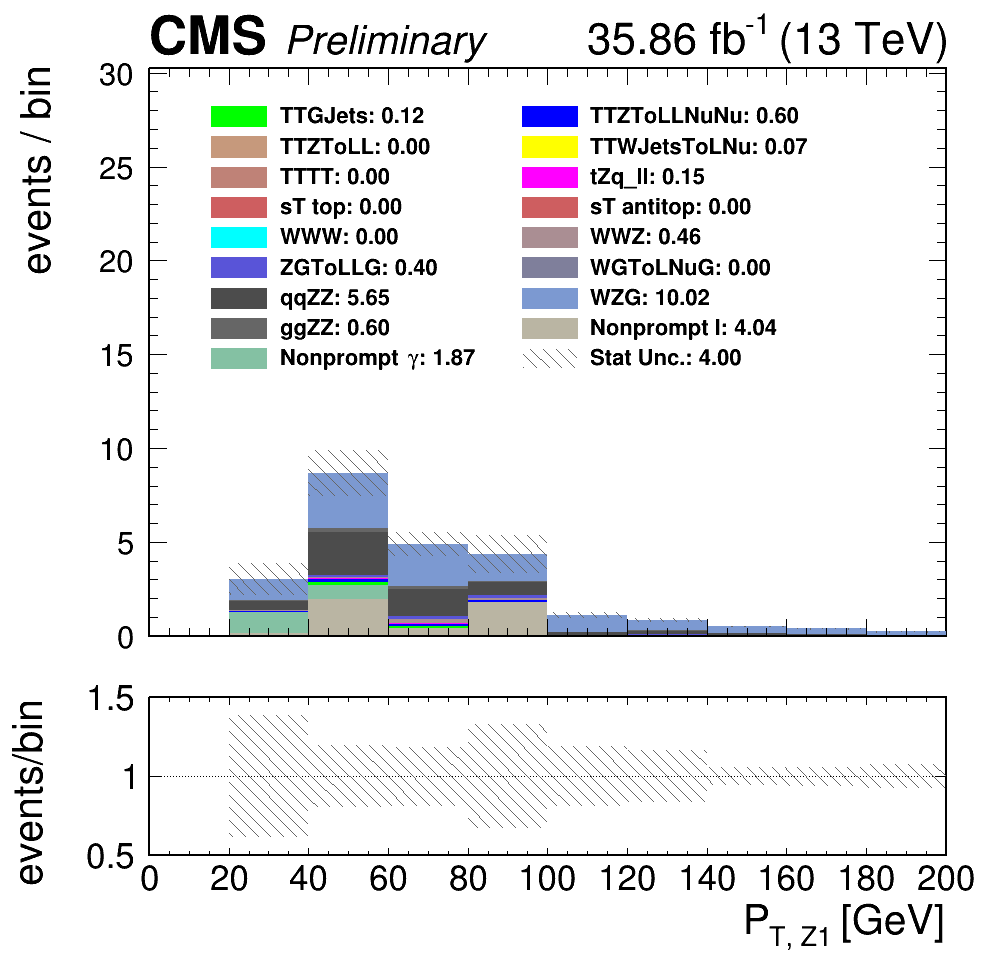 CMS Preliminary 35.86 fb-1 (13 TeV)
events / bin
30
25
20
15
10
5
0
TTGJets: 0.12 TTZToLLNuNu: 0.60
TTZToLL: 0.00 TTWJetsToLNu: 0.07
TTTT: 0.00 tZq_ll: 0.15
sT top: 0.00 sT antitop: 0.00
WWW: 0.00 WWZ: 0.46
ZGToLLG: 0.40 WGToLNuG: 0.00
qqZZ: 5.65 WZG: 10.02
ggZZ: 0.60 Nonprompt l: 4.04
Nonprompt γ: 1.87 Stat Unc.: 4.00
events/bin
1.5
1
0.5
0 20 40 60 80 100 120 140 160 180 200
PT, Z1 [GeV]